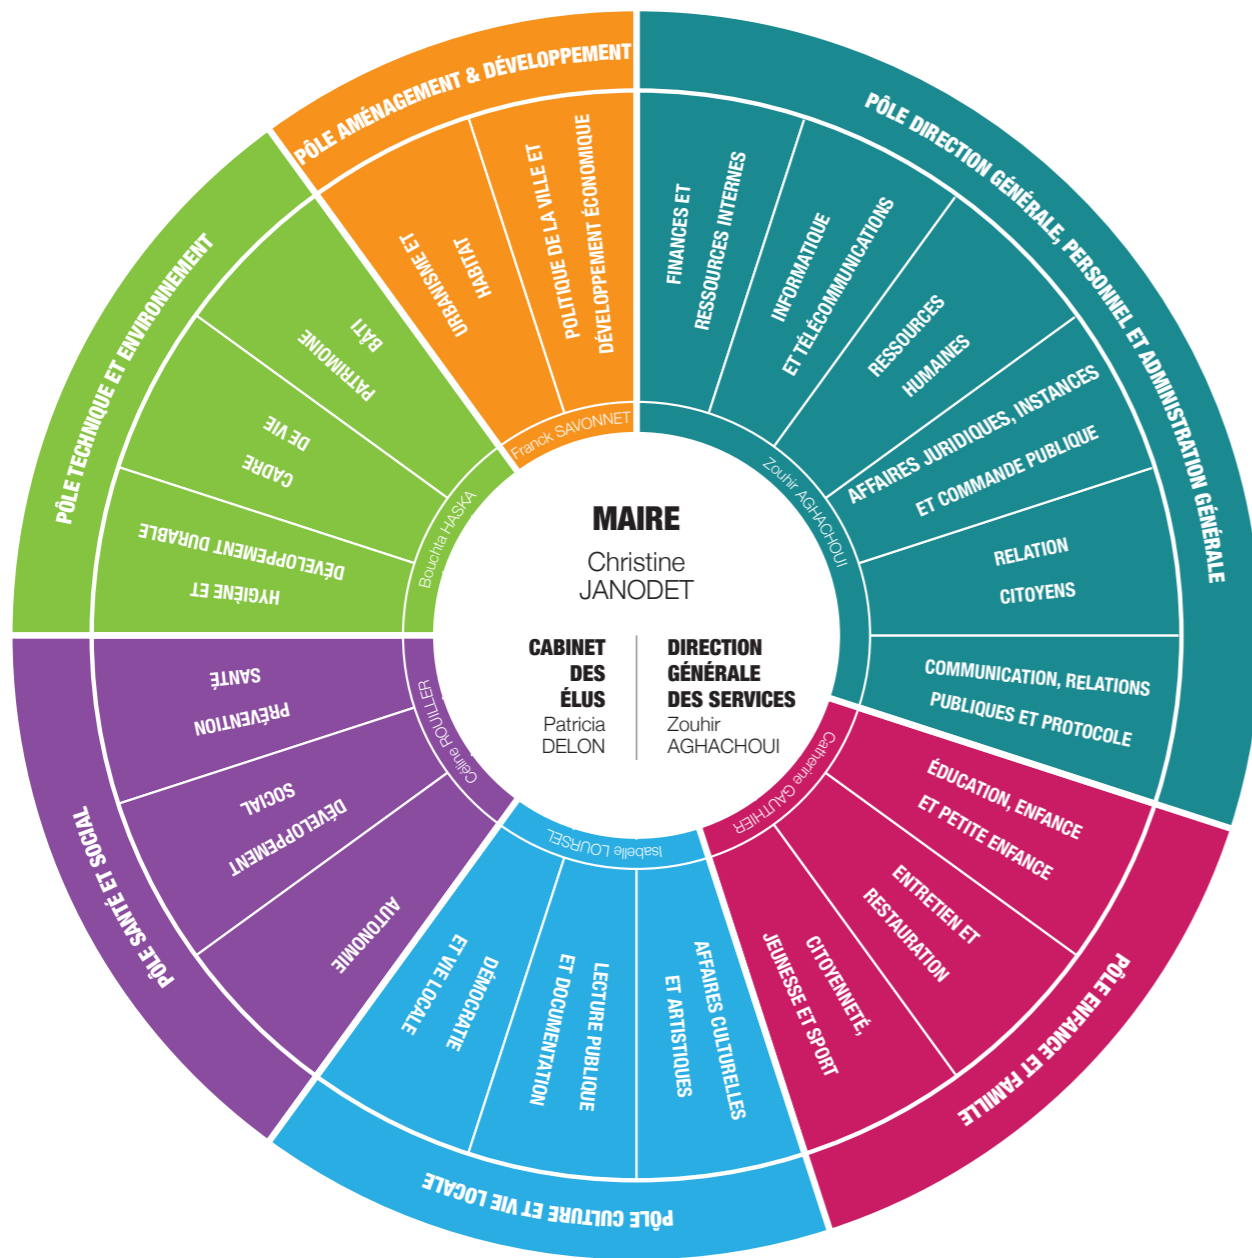 MAIRE
Christine
JANODET
CABINET
DES
ÉLUS
Patricia
DELON
DIRECTION
GÉNÉRALE
DES SERVICES
Zouhir
AGHACHOUI
PÔLE DIRECTION GÉNÉRALE, PERSONNEL ET ADMINISTRATION GÉNÉRALE
Zouhir AGHACHOUI
FINANCES ET
RESSOURCES INTERNES
INFORMATIQUE
ET TÉLÉCOMMUNICATIONS
RESSOURCES
HUMAINES
AFFAIRES JURIDIQUES, INSTANCES
ET COMMANDE PUBLIQUE
RELATION
CITOYENS
COMMUNICATION, RELATIONS
PUBLIQUES ET PROTOCOLE
PÔLE ENFANCE ET FAMILLE
Catherine GAUTHIER
ÉDUCATION, ENFANCE
ET PETITE ENFANCE
ENTRETIEN ET
RESTAURATION
CITOYENNETÉ,
JEUNESSE ET SPORT
PÔLE CULTURE ET VIE LOCALE
Isabelle LOURSEL
AFFAIRES CULTURELLES
ET ARTISTIQUES
LECTURE PUBLIQUE
ET DOCUMENTATION
DÉMOCRATIE
ET VIE LOCALE
PÔLE SANTÉ ET SOCIAL
Céline ROUILLER
AUTONOMIE
DÉVELOPPEMENT
SOCIAL
PRÉVENTION
SANTÉ
PÔLE TECHNIQUE ET ENVIRONNEMENT
Bouchta HASKA
HYGIÈNE ET
DÉVELOPPEMENT DURABLE
CADRE
DE VIE
PATRIMOINE
BÂTI
PÔLE AMÉNAGEMENT & DÉVELOPPEMENT
Franck SAVONNET
URBANISME ET
HABITAT
POLITIQUE DE LA VILLE ET
DÉVELOPPEMENT ÉCONOMIQUE